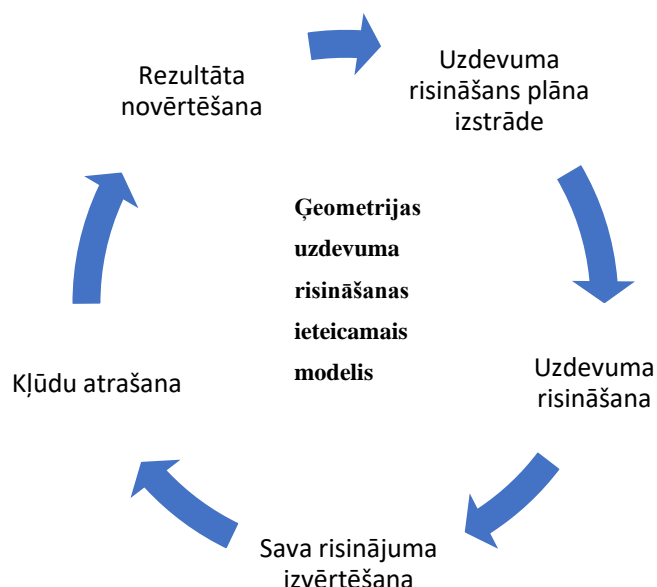 Rezultāta
novērtēšana
Uzdevuma
risināšans plāna
izstrāde
Ģeometrijas
uzdevuma
risināšanas
ieteicamais
modelis
Uzdevuma
risināšana
Sava risinājuma
izvērtēšana
Kļūdu atrašana